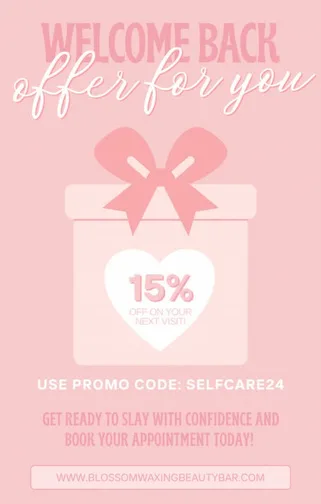 WELCOME BACK
offer for you
15%
OFF ON YOUR
NEXT VISIT!
USE PROMO CODE: SELFCARE24
GET READY TO SLAY WITH CONFIDENCE AND
BOOK YOUR APPOINTMENT TODAY!
WWW.BLOSSOMWAXINGBEAUTYBAR.COM